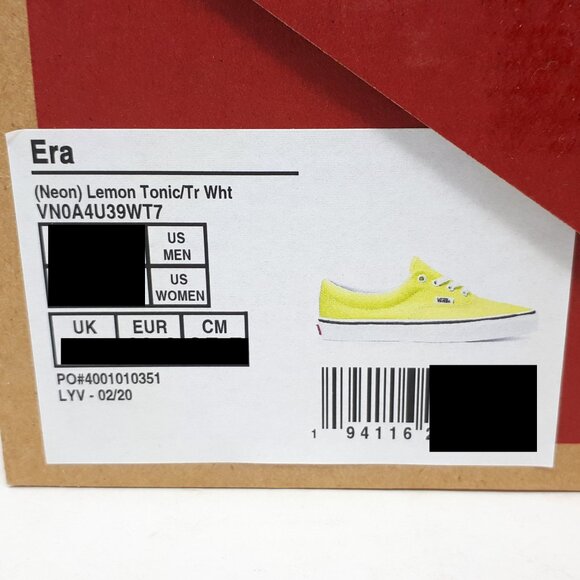 Era
(Neon) Lemon Tonic/Tr Wht
VN0A4U39WT7
US
MEN
US
WOMEN
UK EUR CM
PO#4001010351
LYV - 02/20
VANS
1 94116